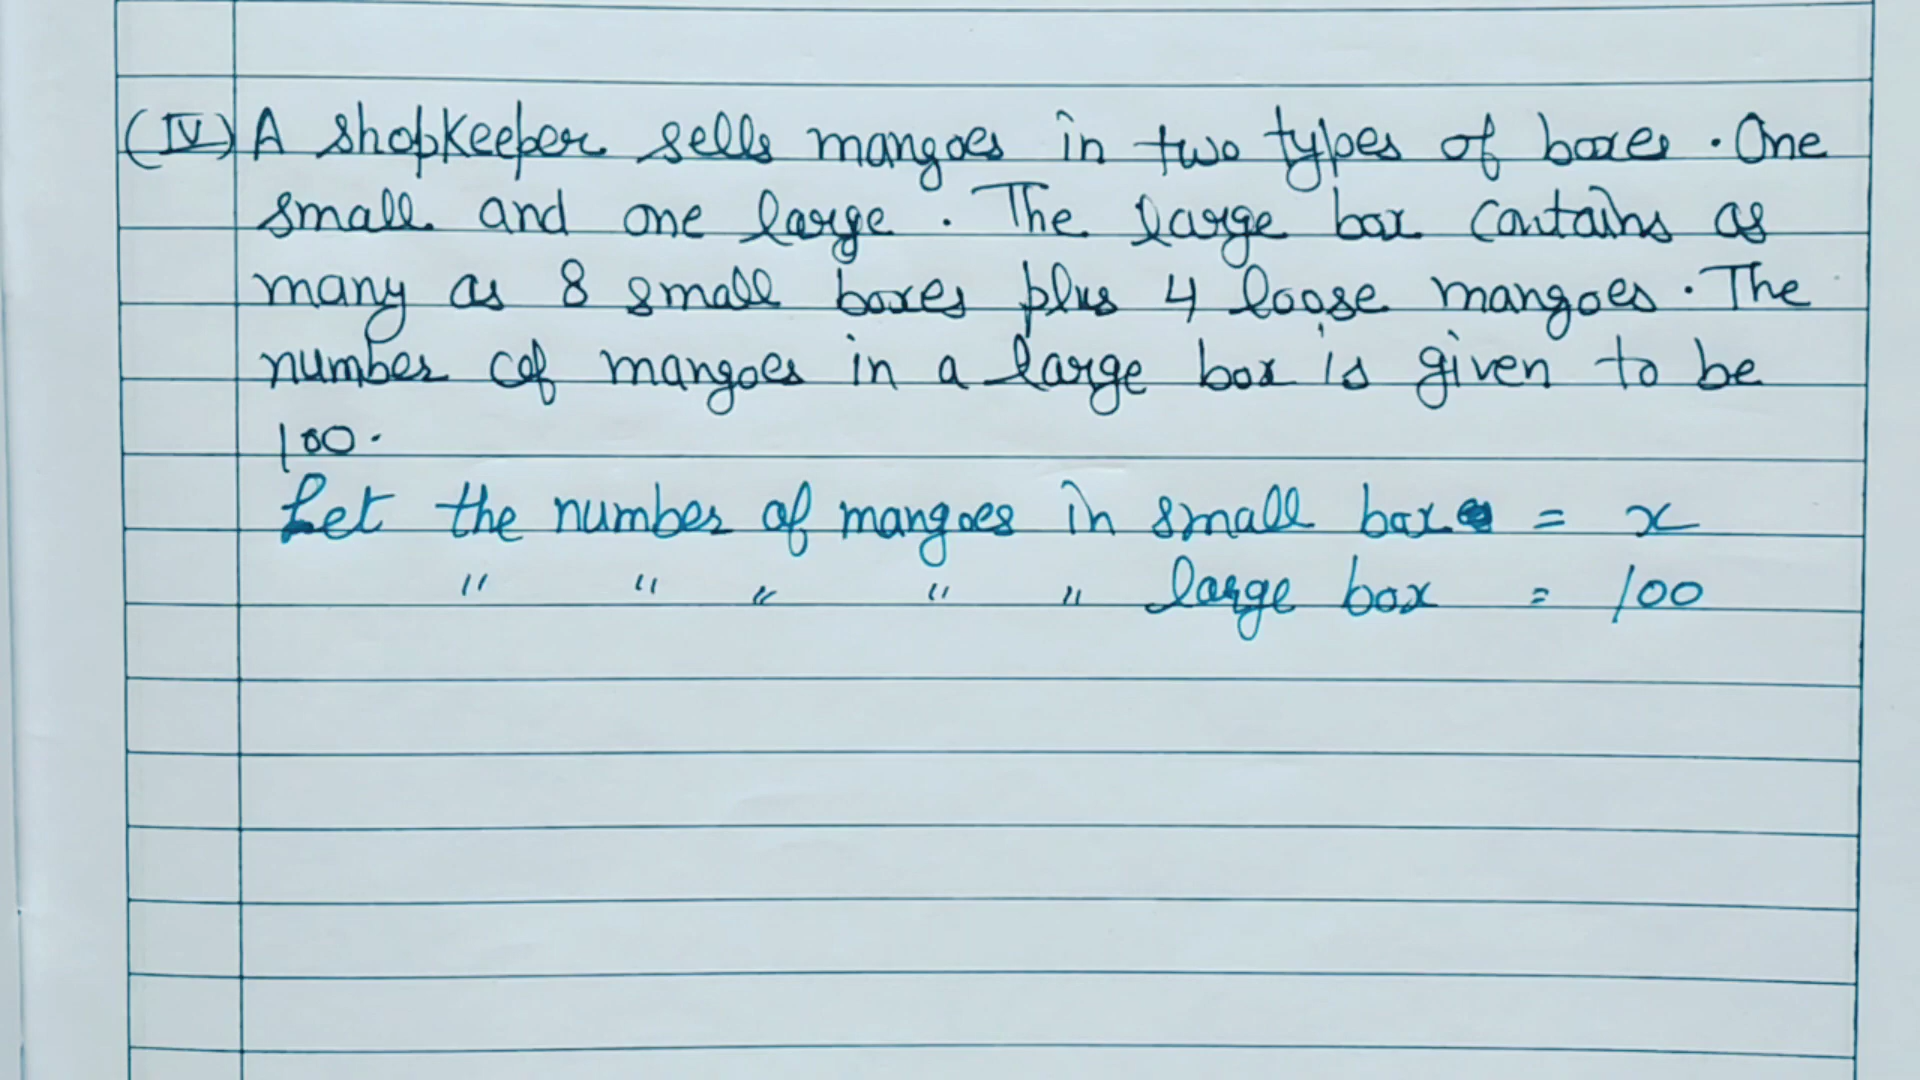 (IV) A shopkeeper sells mangoes in two types of boxes . One
small and one large . The large box contains as
many as 8 small boxes plus 4 loose mangoes . The
number of mangoes in a large box is given to be
100 .
Let the number of mangoes in small box = x
" " " " " large box = 100